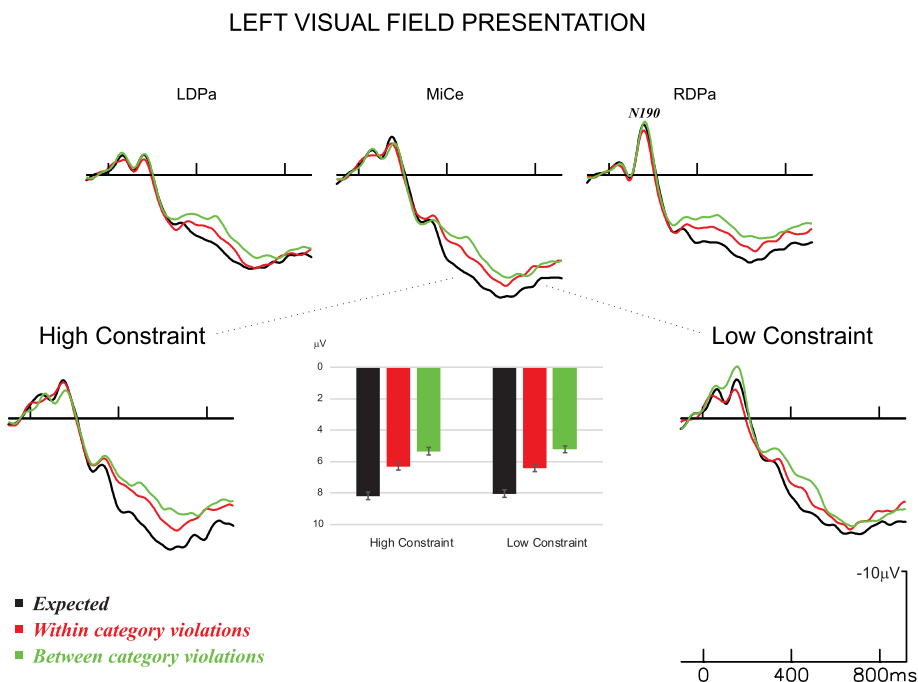 LEFT VISUAL FIELD PRESENTATION
LDPa
MiCe
RDPa
N190
High Constraint
Low Constraint
μV
0
2
4
6
8
10
High Constraint
Low Constraint
-10μV
Expected
Within category violations
Between category violations
0 400 800ms